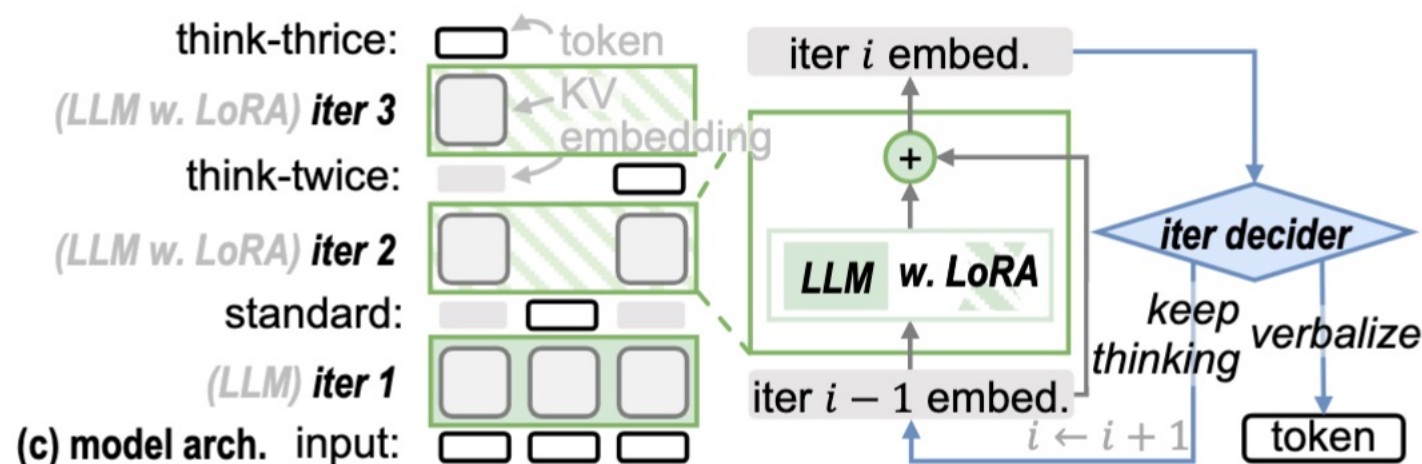 think-thrice:
token
(LLM w. LoRA) iter 3
KV
embedding
think-twice:
(LLM w. LoRA) iter 2
standard:
(LLM) iter 1
(c) model arch. input:
iter i embed.
+
LLM w. LoRA
iter i − 1 embed.
iter decider
keep
thinking
verbalize
i ← i + 1
token